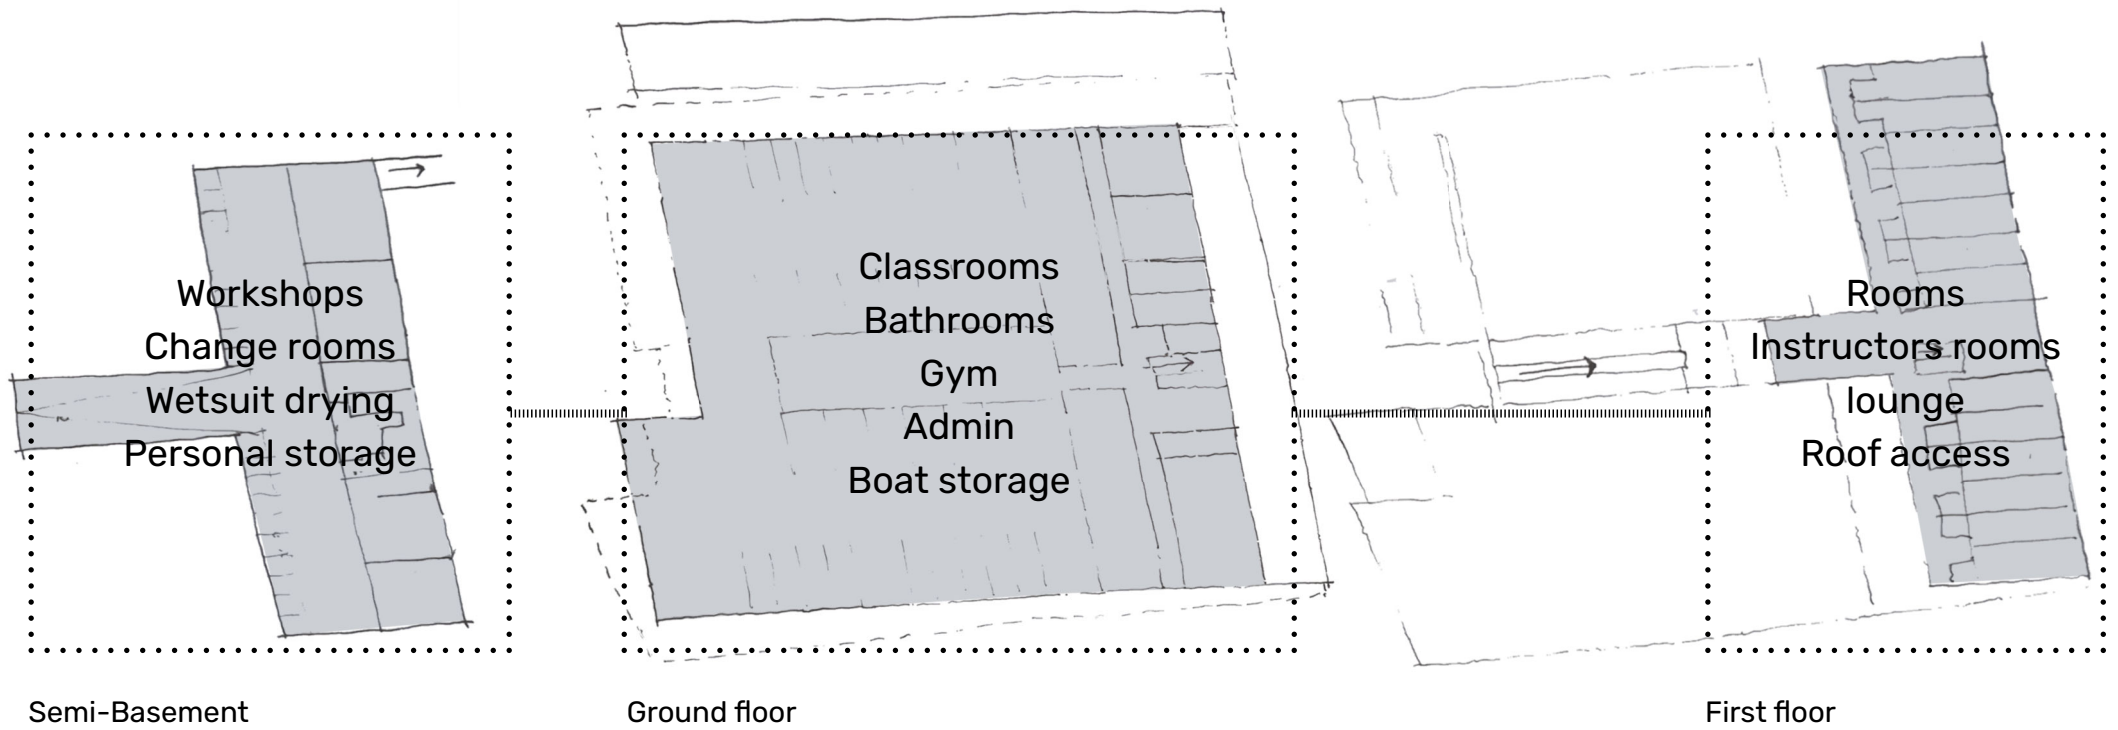 Workshops
Change rooms
Wetsuit drying
Personal storage
Semi-Basement
Classrooms
Bathrooms
Gym
Admin
Boat storage
Ground floor
Rooms
Instructors rooms
lounge
Roof access
First floor